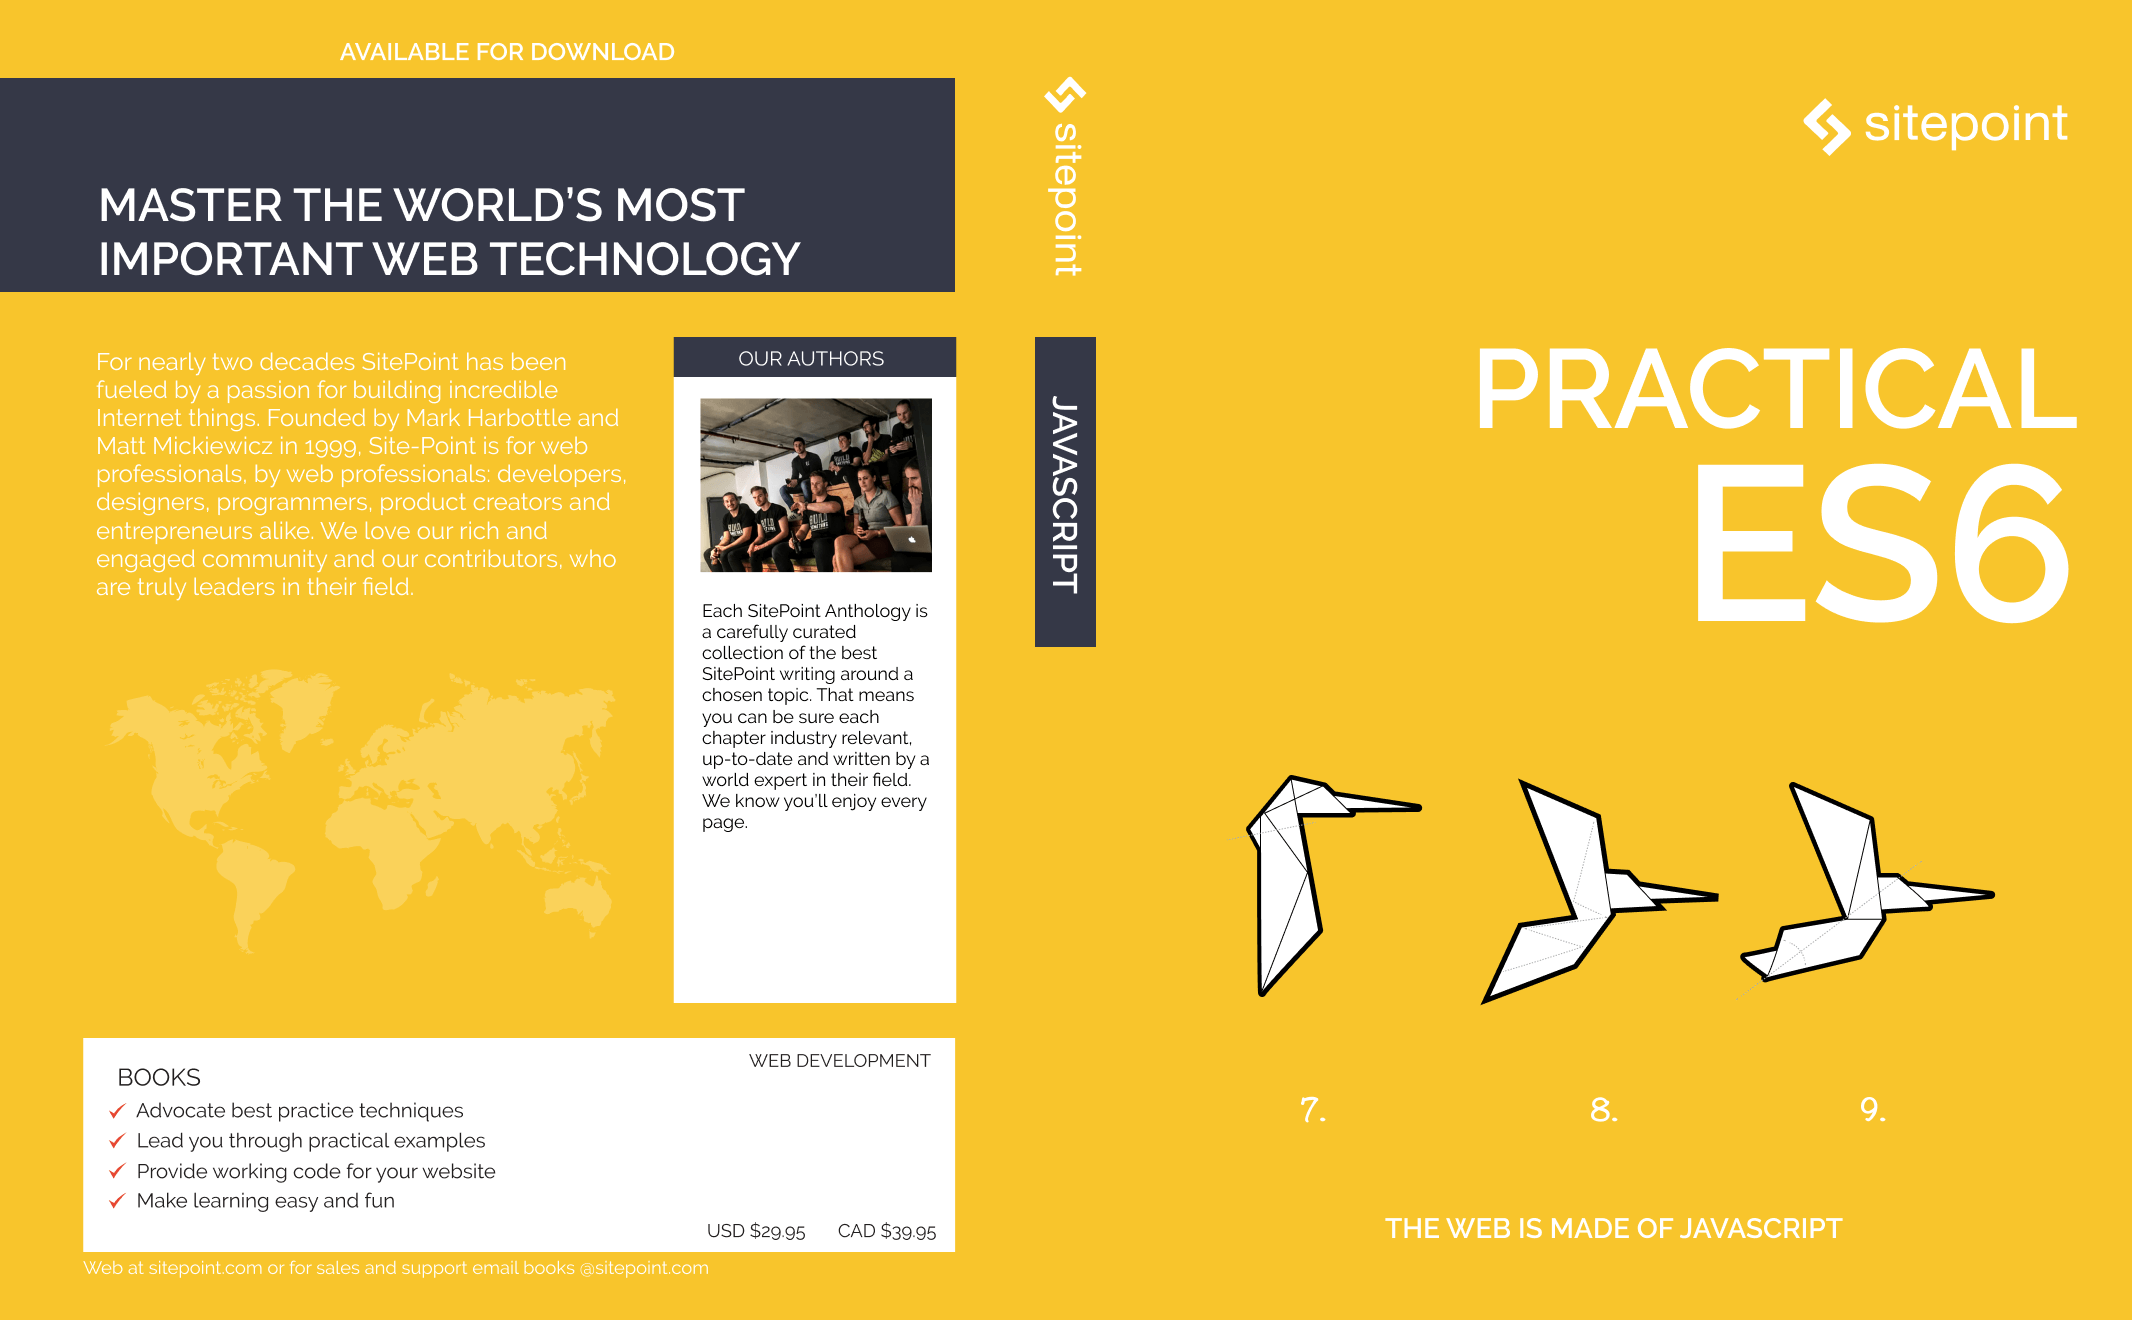 AVAILABLE FOR DOWNLOAD
MASTER THE WORLD'S MOST
IMPORTANT WEB TECHNOLOGY
For nearly two decades SitePoint has been
fueled by a passion for building incredible
Internet things. Founded by Mark Harbottle and
Matt Mickiewicz in 1999, Site-Point is for web
professionals, by web professionals: developers,
designers, programmers, product creators and
entrepreneurs alike. We love our rich and
engaged community and our contributors, who
are truly leaders in their field.
OUR AUTHORS
Each SitePoint Anthology is
a carefully curated
collection of the best
SitePoint writing around a
chosen topic. That means
you can be sure each
chapter industry relevant,
up-to-date and written by a
world expert in their field.
We know you'll enjoy every
page.
WEB DEVELOPMENT
BOOKS
Advocate best practice techniques
Lead you through practical examples
Provide working code for your website
Make learning easy and fun
USD $29.95 CAD $39.95
Web at sitepoint.com or for sales and support email books @sitepoint.com
sitepoint
JAVASCRIPT
sitepoint
PRACTICAL
ES6
7. 8. 9.
THE WEB IS MADE OF JAVASCRIPT